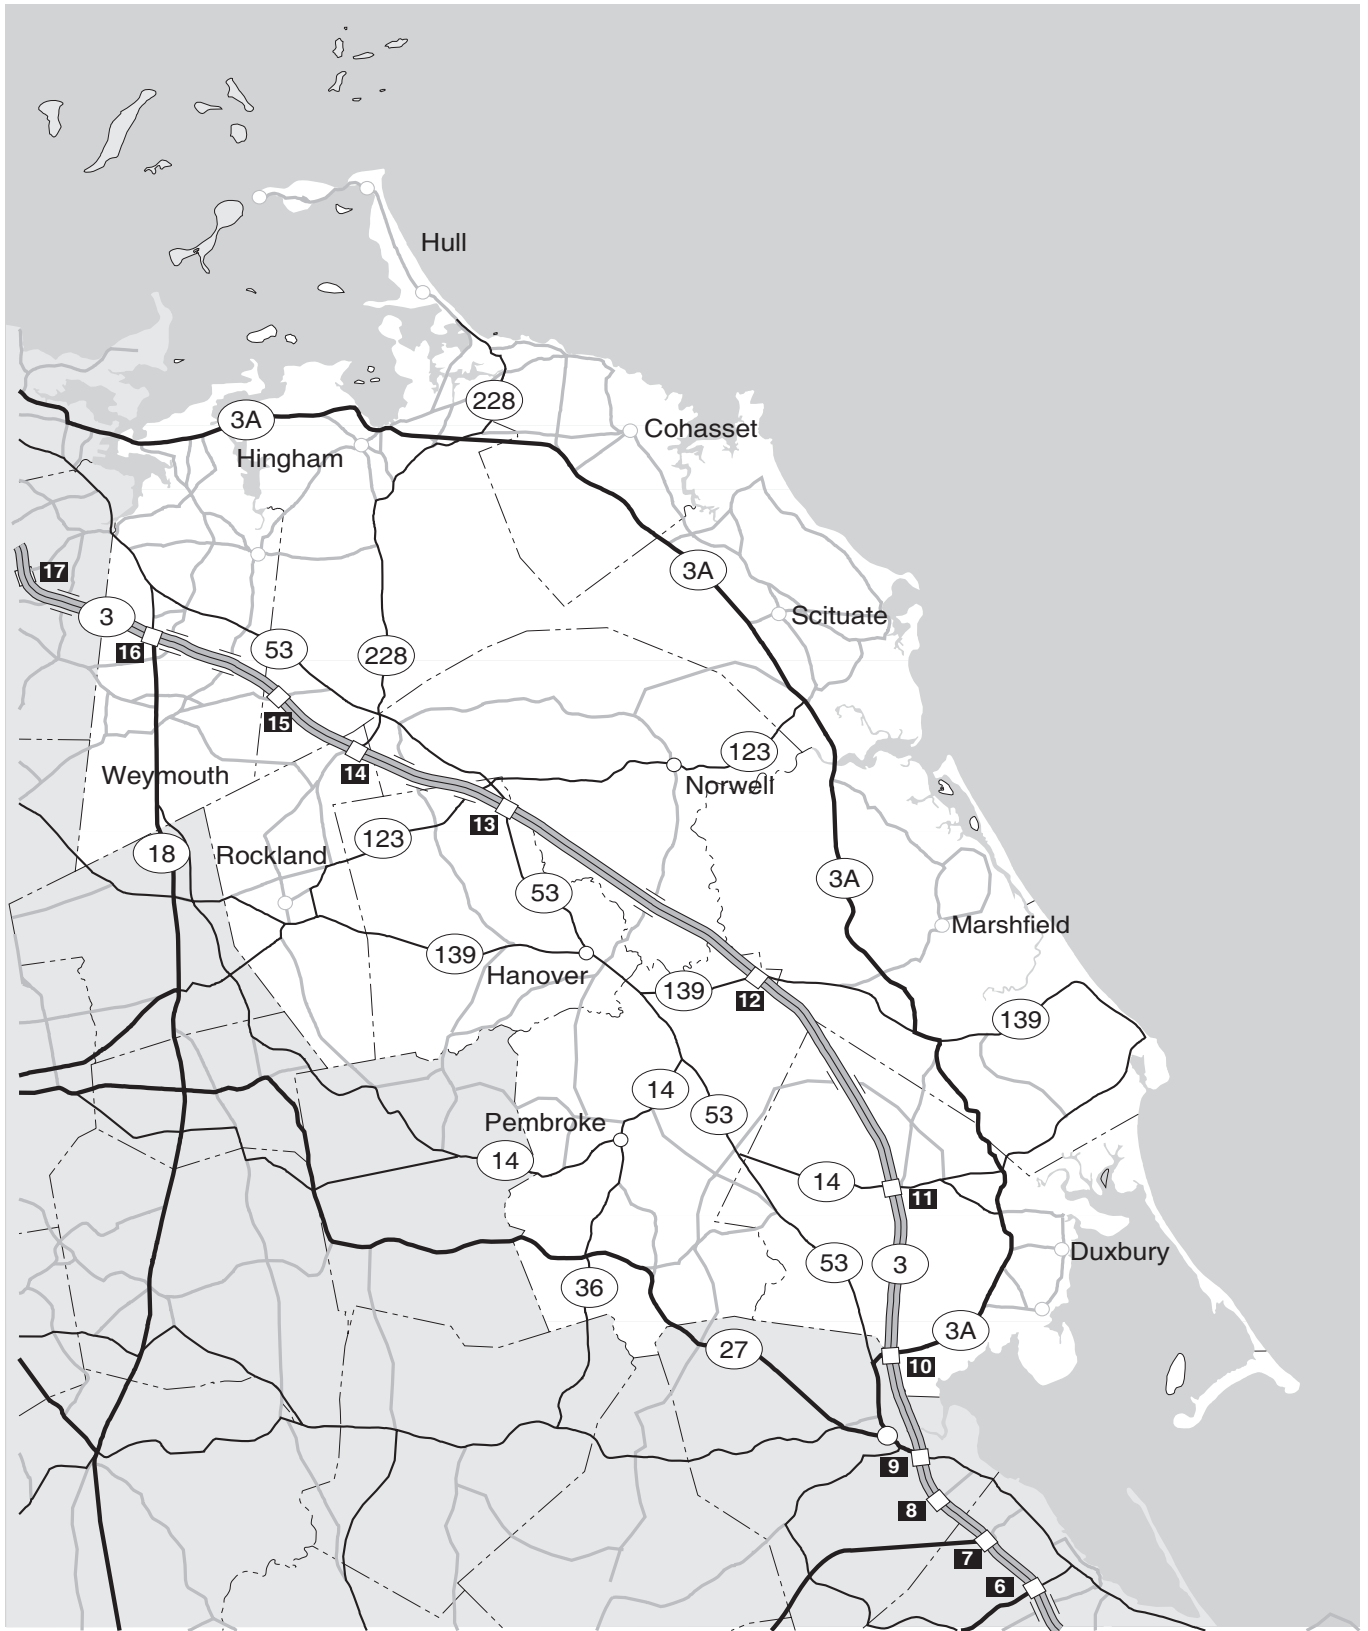 Hull
228
3A
Cohasset
Hingham
17
3A
3
Scituate
16
53
228
15
123
14
Weymouth
Norwell
13
123
18
Rockland
3A
53
Marshfield
139
Hanover
139
12
139
14
53
Pembroke
14
14
11
Duxbury
53
3
36
3A
27
10
9
8
7
6